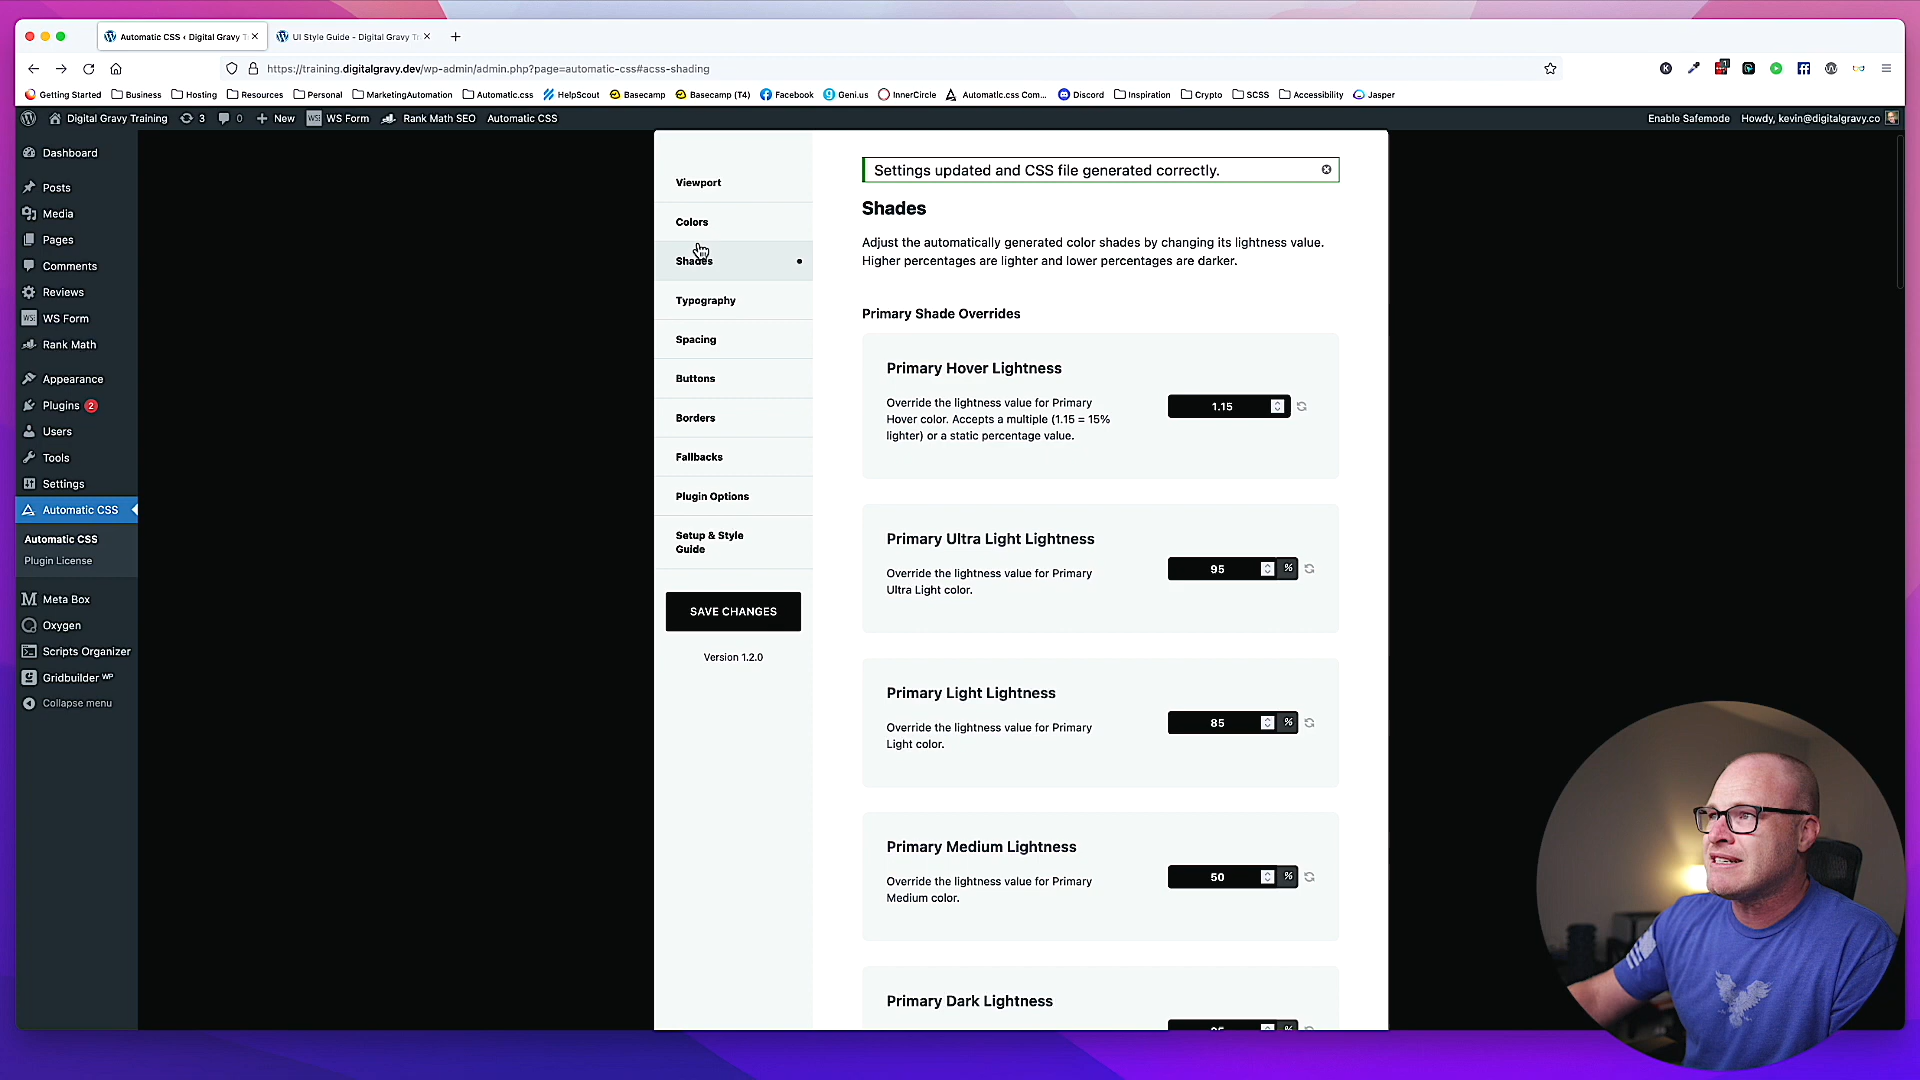 Automatic CSS ‹ Digital Gravy T
UI Style Guide - Digital Gravy Tr
https://training.digitalgravy.dev/wp-admin/admin.php?page=automatic-css#acss-shading
Getting Started
Business
Hosting
Resources
Personal
MarketingAutomation
Automatic.css
HelpScout
Basecamp
Basecamp (T4)
Facebook
Geni.us
InnerCircle
Automatic.css Com...
Discord
Inspiration
Crypto
SCSS
Accessibility
Jasper
Digital Gravy Training
3
0
New
WS Form
Rank Math SEO
Automatic CSS
Enable Safemode
Howdy, kevin@digitalgravy.co
Dashboard
Posts
Media
Pages
Comments
Reviews
WS Form
Rank Math
Appearance
Plugins 2
Users
Tools
Settings
Automatic CSS
Automatic CSS
Plugin License
Meta Box
Oxygen
Scripts Organizer
Gridbuilder WP
Collapse menu
Viewport
Colors
Shades
Typography
Spacing
Buttons
Borders
Fallbacks
Plugin Options
Setup & Style
Guide
SAVE CHANGES
Version 1.2.0
Settings updated and CSS file generated correctly.
Shades
Adjust the automatically generated color shades by changing its lightness value.
Higher percentages are lighter and lower percentages are darker.
Primary Shade Overrides
Primary Hover Lightness
Override the lightness value for Primary
Hover color. Accepts a multiple (1.15 = 15%
lighter) or a static percentage value.
1.15
Primary Ultra Light Lightness
Override the lightness value for Primary
Ultra Light color.
95 %
Primary Light Lightness
Override the lightness value for Primary
Light color.
85 %
Primary Medium Lightness
Override the lightness value for Primary
Medium color.
50 %
Primary Dark Lightness